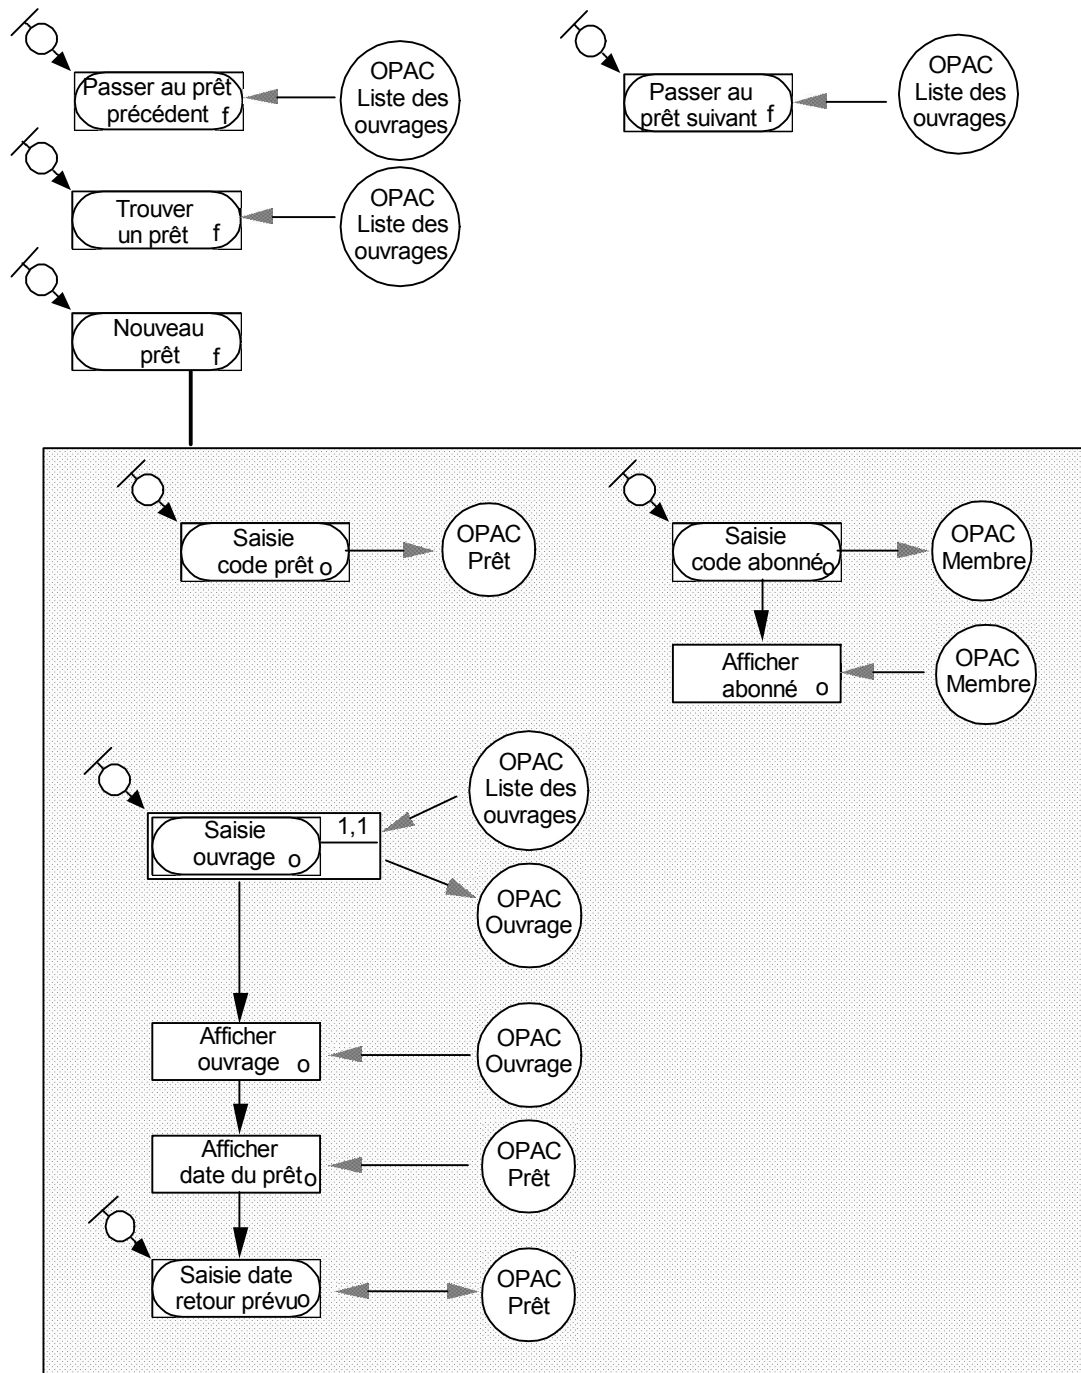 Passer au prêt
précédent f
OPAC
Liste des
ouvrages
Passer au
prêt suivant f
OPAC
Liste des
ouvrages
Trouver
un prêt f
OPAC
Liste des
ouvrages
Nouveau
prêt f
Saisie
code prêt o
OPAC
Prêt
Saisie
code abonné o
OPAC
Membre
Afficher
abonné o
OPAC
Membre
OPAC
Liste des
ouvrages
Saisie
ouvrage o
1,1
OPAC
Ouvrage
Afficher
ouvrage o
OPAC
Ouvrage
Afficher
date du prêt o
OPAC
Prêt
Saisie date
retour prévu o
OPAC
Prêt